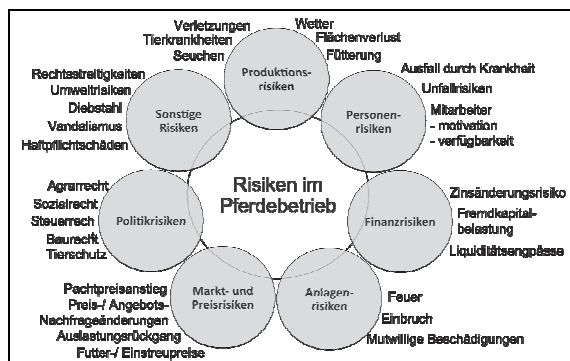 Verletzungen
Tierkrankheiten
Seuchen
Wetter
Flächenverlust
Fütterung
Produktions-
risiken
Ausfall durch Krankheit
Unfallrisiken
Mitarbeiter
- motivation
- verfügbarkeit
Personen-
risiken
Zinsänderungsrisiko
Fremdkapital-
belastung
Liquiditätsengpässe
Finanzrisiken
Feuer
Einbruch
Mutwillige Beschädigungen
Anlagen-
risiken
Pachtpreisanstieg
Preis-/ Angebots-
Nachfrageänderungen
Auslastungsrückgang
Futter-/ Einstreupreise
Markt- und
Preisrisiken
Agrarrecht
Sozialrecht
Steuerrech
Baurecht
Tierschutz
Politikrisiken
Rechtsstreitigkeiten
Umweltrisiken
Diebstahl
Vandalismus
Haftpflichtschäden
Sonstige
Risiken
Risiken im
Pferdebetrieb